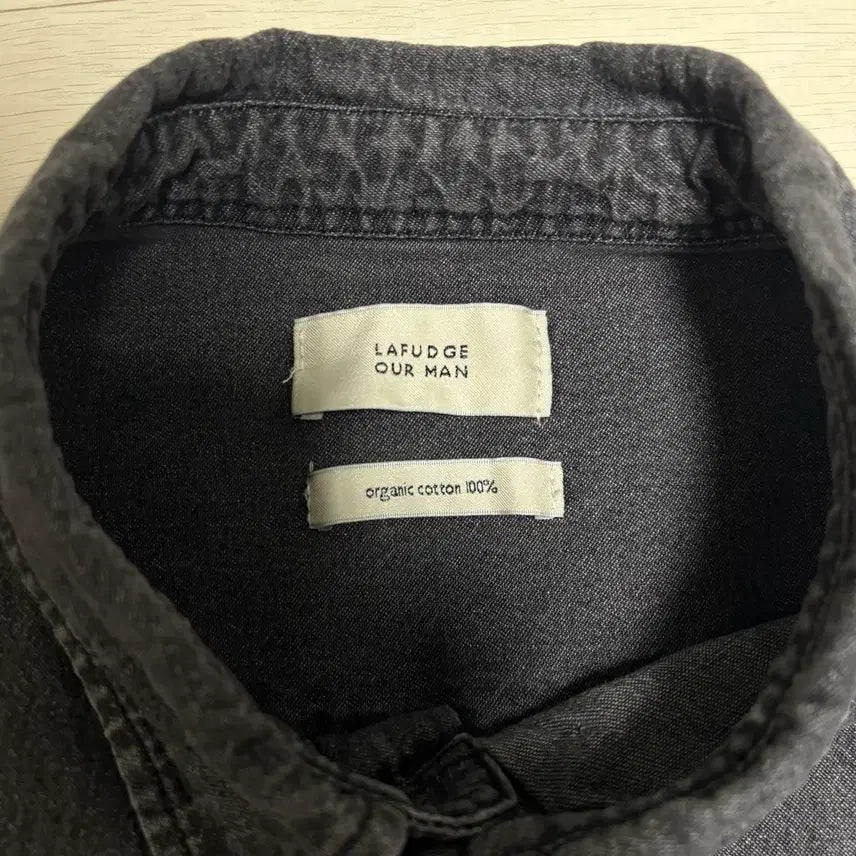 LAFUDGE
OUR MAN
organic cotton 100%